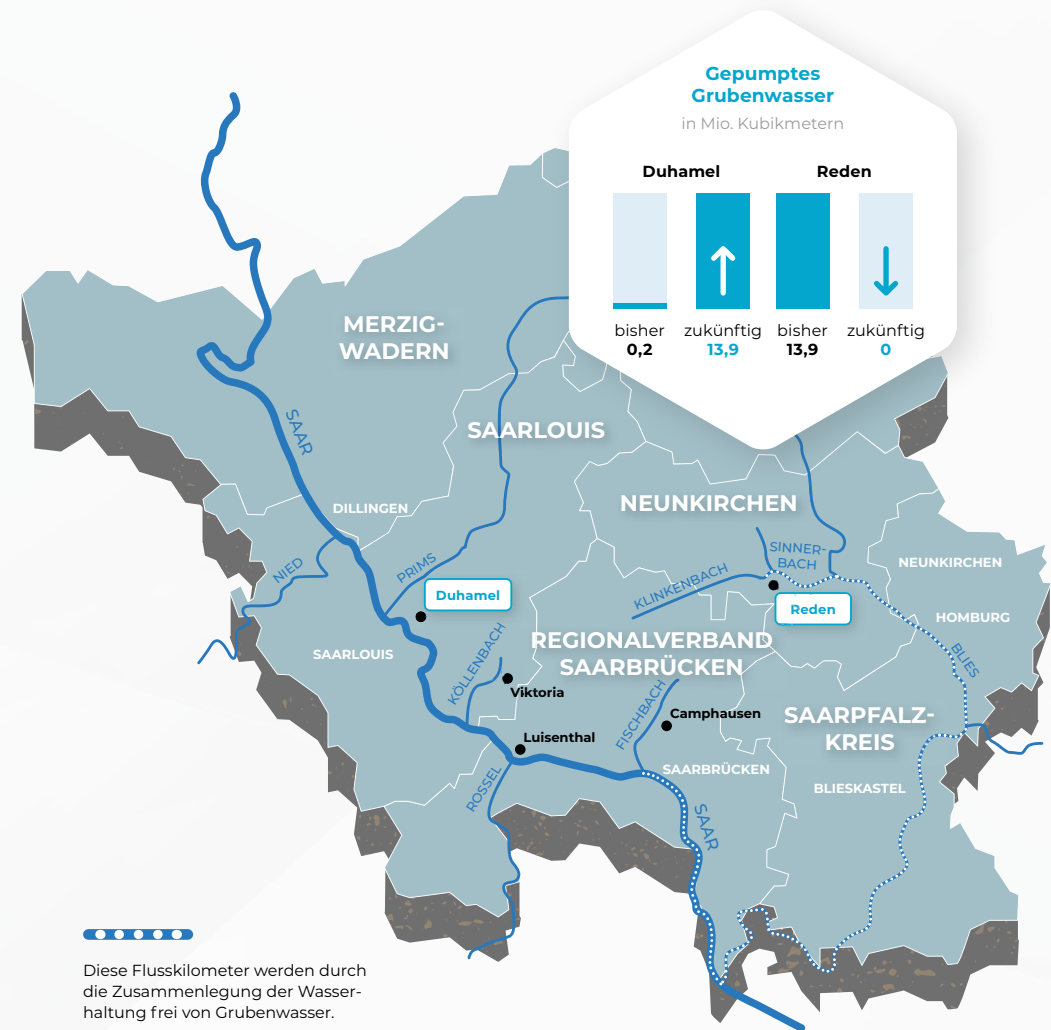 Gepumptes
Grubenwasser
in Mio. Kubikmetern
Duhamel
Reden
bisher
0,2
zukünftig
13,9
bisher
13,9
zukünftig
0
MERZIG-
WADERN
SAAR
SAARLOUIS
DILLINGEN
NEUNKIRCHEN
NIED
PRIMS
SINNER-
BACH
KLINKENBACH
NEUNKIRCHEN
Duhamel
Reden
HOMBURG
SAARLOUIS
KÖLLENBACH
REGIONALVERBAND
SAARBRÜCKEN
BLIES
Viktoria
FISCHBACH
Camphausen
SAARPFALZ-
KREIS
Luisenthal
SAARBRÜCKEN
BLIESKASTEL
ROSSEL
SAAR
Diese Flusskilometer werden durch
die Zusammenlegung der Wasser-
haltung frei von Grubenwasser.